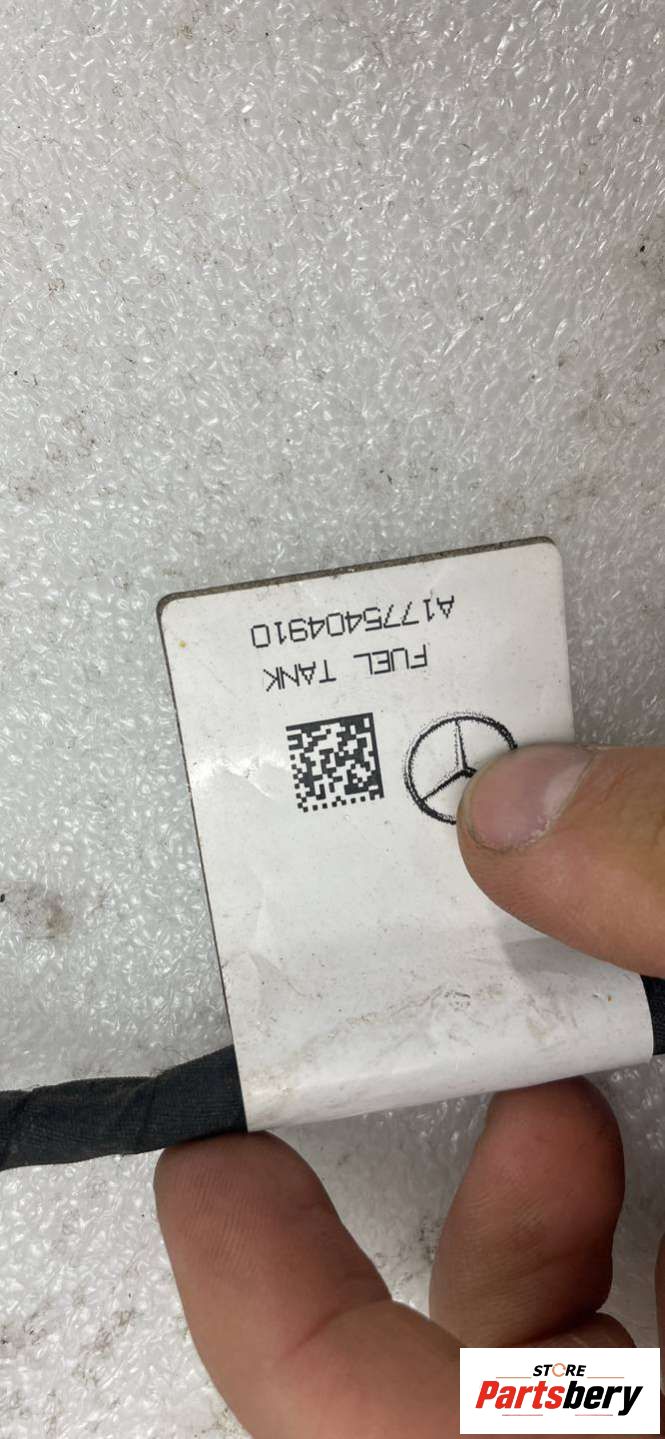 FUEL TANK
A1775404910
STORE
Partsbery